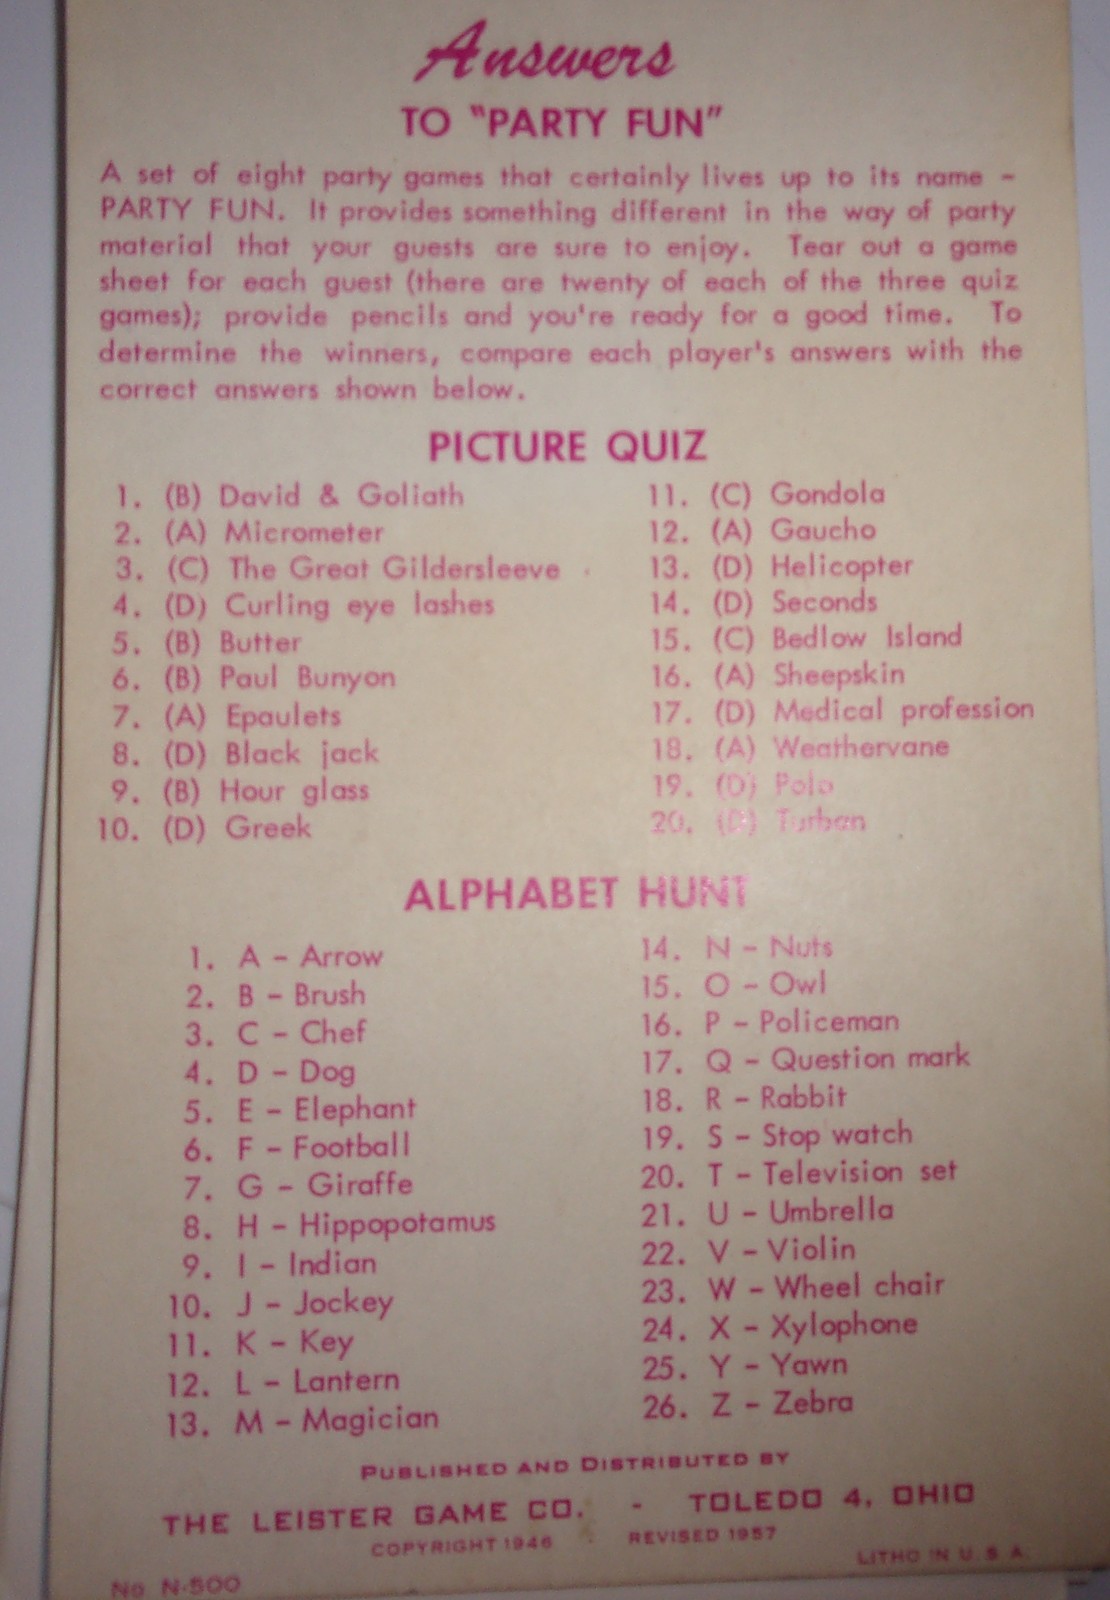 Answers
TO "PARTY FUN"
A set of eight party games that certainly lives up to its name -
PARTY FUN. It provides something different in the way of party
material that your guests are sure to enjoy. Tear out a game
sheet for each guest (there are twenty of each of the three quiz
games); provide pencils and you're ready for a good time. To
determine the winners, compare each player's answers with the
correct answers shown below.
PICTURE QUIZ
1. (B) David & Goliath
2. (A) Micrometer
3. (C) The Great Gildersleeve
4. (D) Curling eye lashes
5. (B) Butter
6. (B) Paul Bunyon
7. (A) Epaulets
8. (D) Black jack
9. (B) Hour glass
10. (D) Greek
11. (C) Gondola
12. (A) Gaucho
13. (D) Helicopter
14. (D) Seconds
15. (C) Bedlow Island
16. (A) Sheepskin
17. (D) Medical profession
18. (A) Weathervane
19. (D) Polo
20. Turban
ALPHABET HUNT
1. A - Arrow
2. B - Brush
3. C - Chef
4. D - Dog
5. E - Elephant
6. F - Football
7. G - Giraffe
8. H - Hippopotamus
9. I - Indian
10. J - Jockey
11. K - Key
12. L - Lantern
13. M - Magician
14. N - Nuts
15. O - Owl
16. P - Policeman
17. Q - Question mark
18. R - Rabbit
19. S - Stop watch
20. T - Television set
21. U - Umbrella
22. V - Violin
23. W - Wheel chair
24. X - Xylophone
25. Y - Yawn
26. Z - Zebra
PUBLISHED AND DISTRIBUTED BY
THE LEISTER GAME CO. - TOLEDO 4, OHIO
COPYRIGHT 1946 REVISED 1957
LITHO IN U.S.A.
No N-500